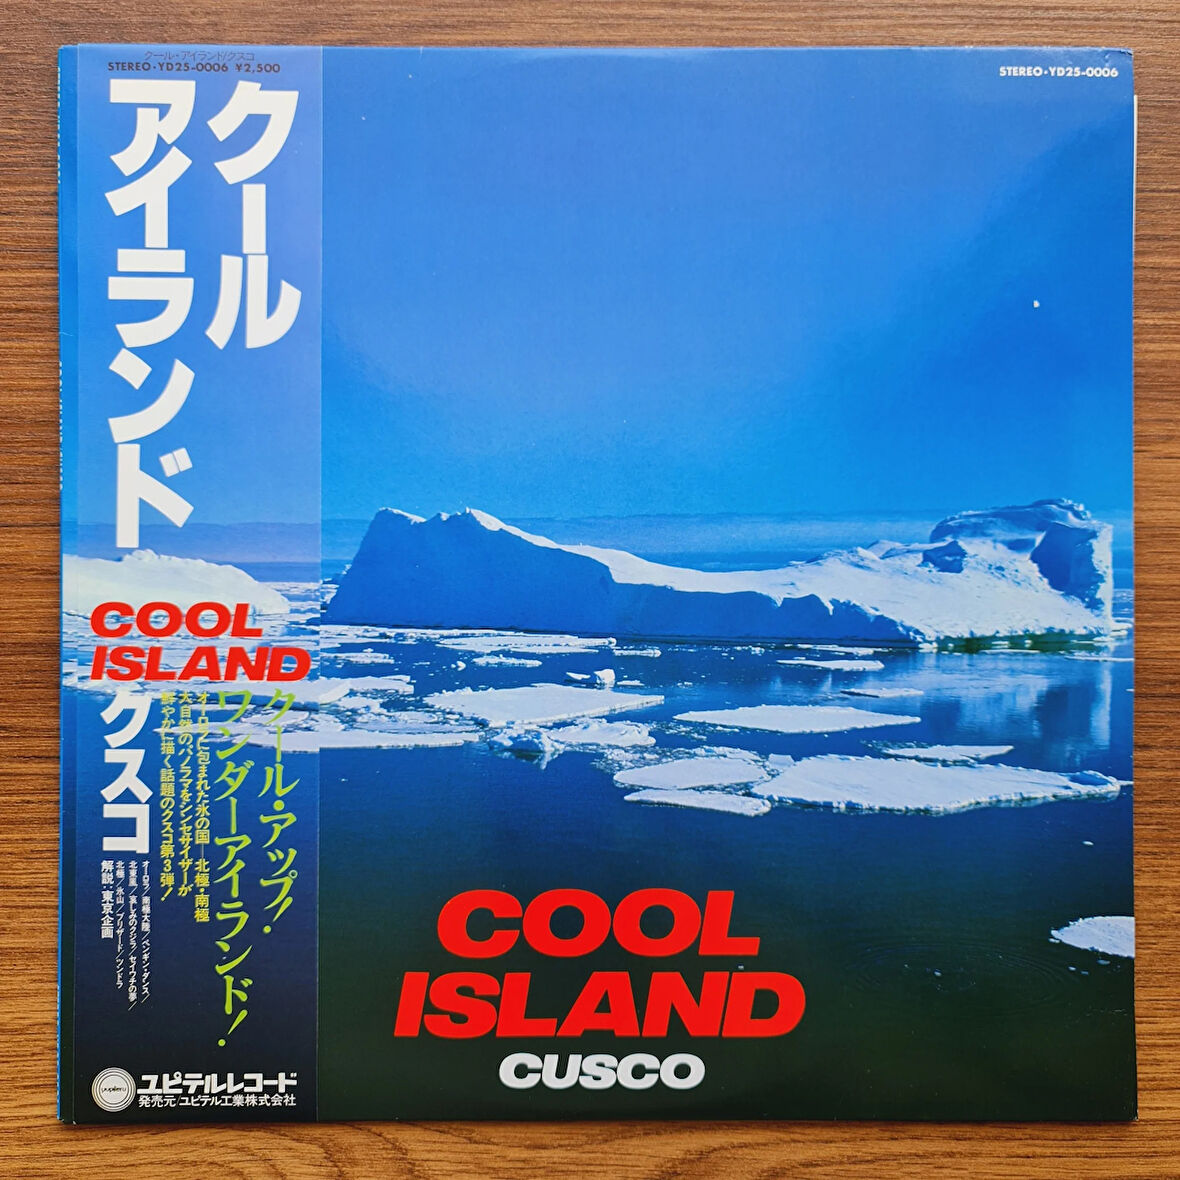 クール・アイランド/クスコ
STEREO・YD25-0006 ¥2,500
クール
アイランド
COOL
ISLAND
クール・アップ!
ワンダーアイランド!
オーロラに包まれた氷の国―北極・南極
大自然のパノラマをシンセサイザーが
鮮やかに描く話題のクスコ第3弾!
クスコ
オーロラ/南極大陸/ペンギン・ダンス/
北東風/哀しみのクジラ/セイウチの夢/
北極/氷山/ブリザード/ツンドラ
解説:東京企画
yupiteru
ユピテルレコード
発売元/ユピテル工業株式会社
STEREO・YD25-0006
COOL
ISLAND
CUSCO